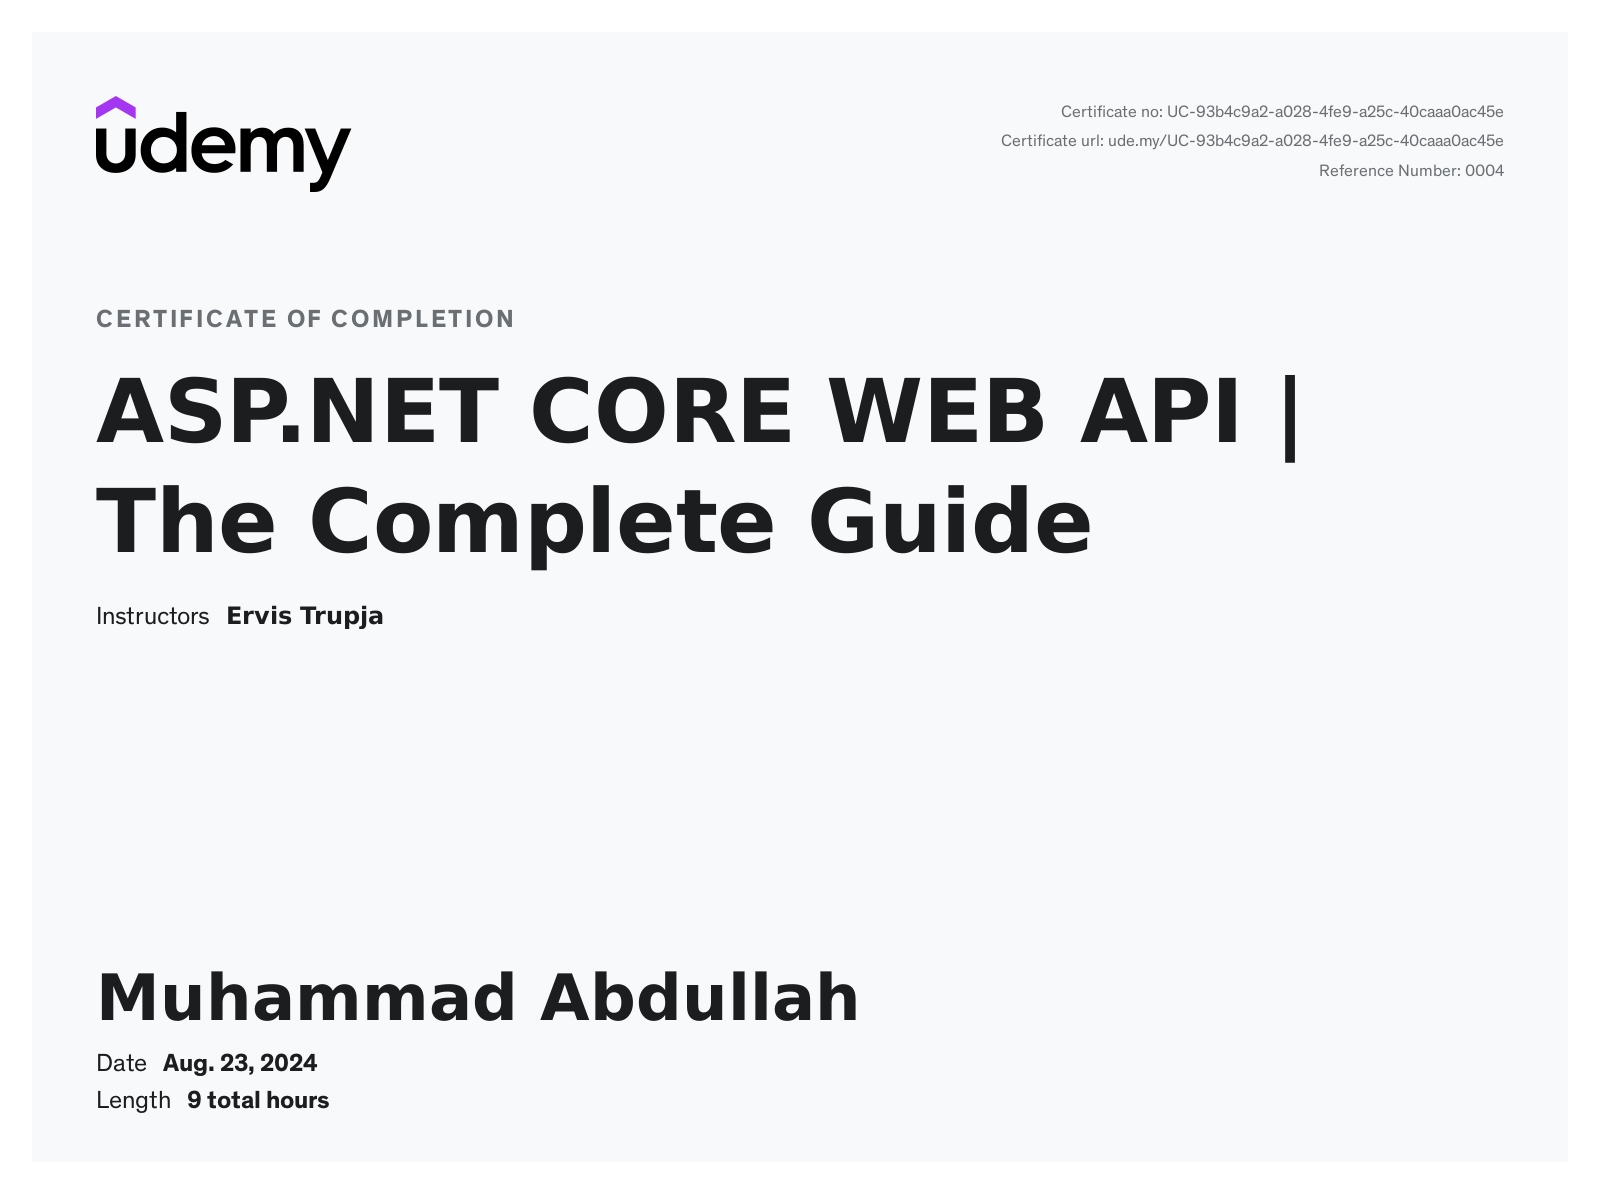 udemy
Certificate no: UC-93b4c9a2-a028-4fe9-a25c-40caaa0ac45e
Certificate url: ude.my/UC-93b4c9a2-a028-4fe9-a25c-40caaa0ac45e
Reference Number: 0004
CERTIFICATE OF COMPLETION
ASP.NET CORE WEB API |
The Complete Guide
Instructors Ervis Trupja
Muhammad Abdullah
Date Aug. 23, 2024
Length 9 total hours